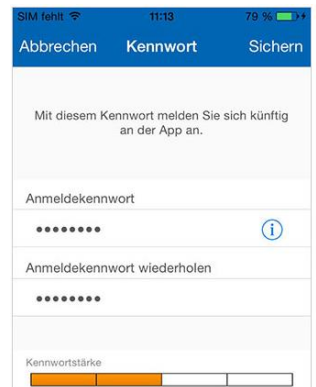 SIM fehlt 11:13 79 %
Abbrechen Kennwort Sichern
Mit diesem Kennwort melden Sie sich künftig
an der App an.
Anmeldekennwort
••••••••
Anmeldekennwort wiederholen
••••••••
Kennwortstärke